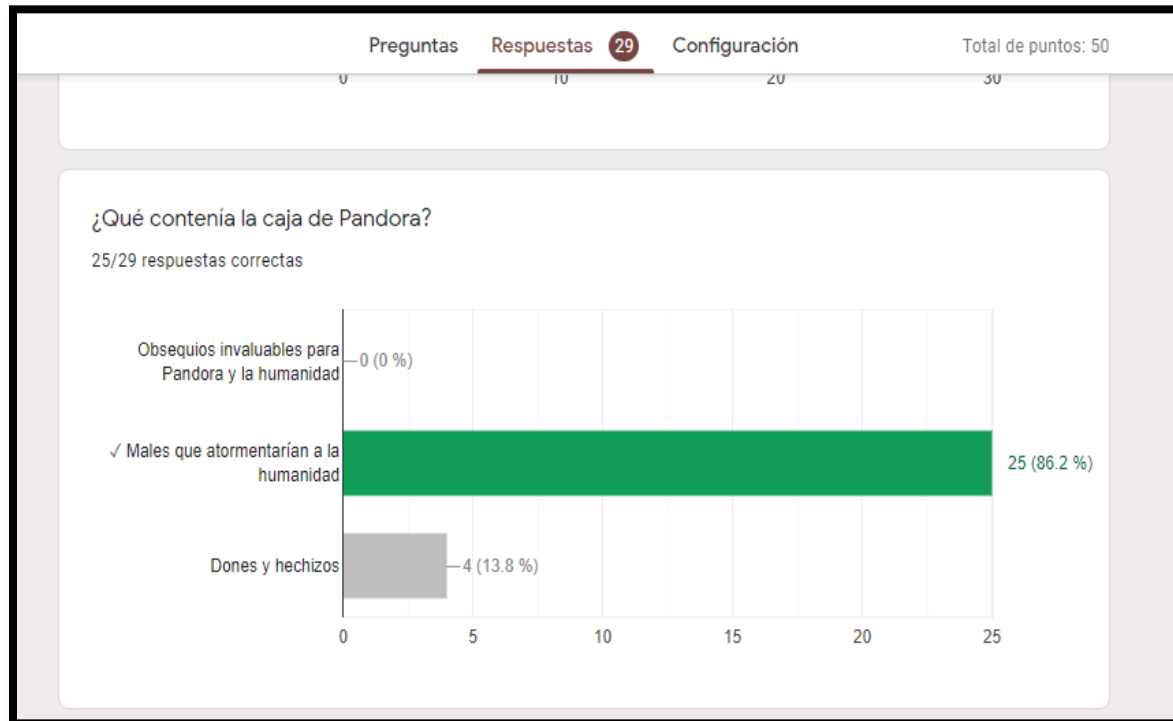 Preguntas Respuestas 29 Configuración Total de puntos: 50
0 10 20 30
¿Qué contenía la caja de Pandora?
25/29 respuestas correctas
Obsequios invaluables para
Pandora y la humanidad
0 (0 %)
✓ Males que atormentarían a la
humanidad
25 (86.2 %)
Dones y hechizos
4 (13.8 %)
0 5 10 15 20 25